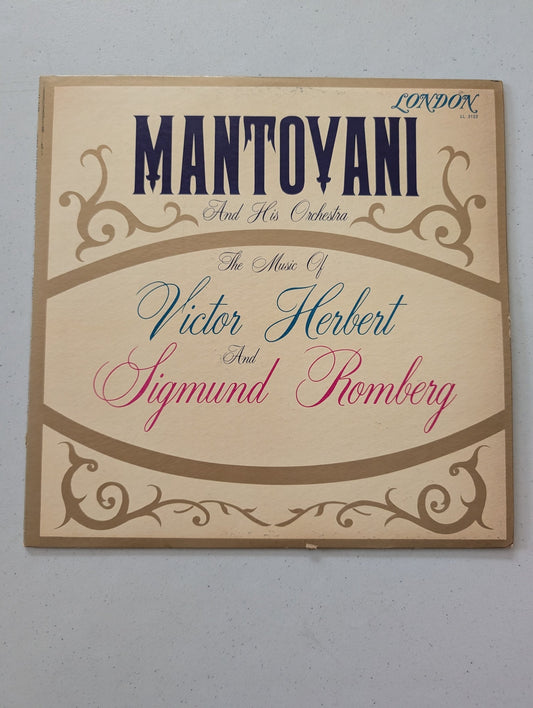 LONDON
MANTOVANI
And His Orchestra
The Music Of
Victor Herbert
And
Sigmund Romberg